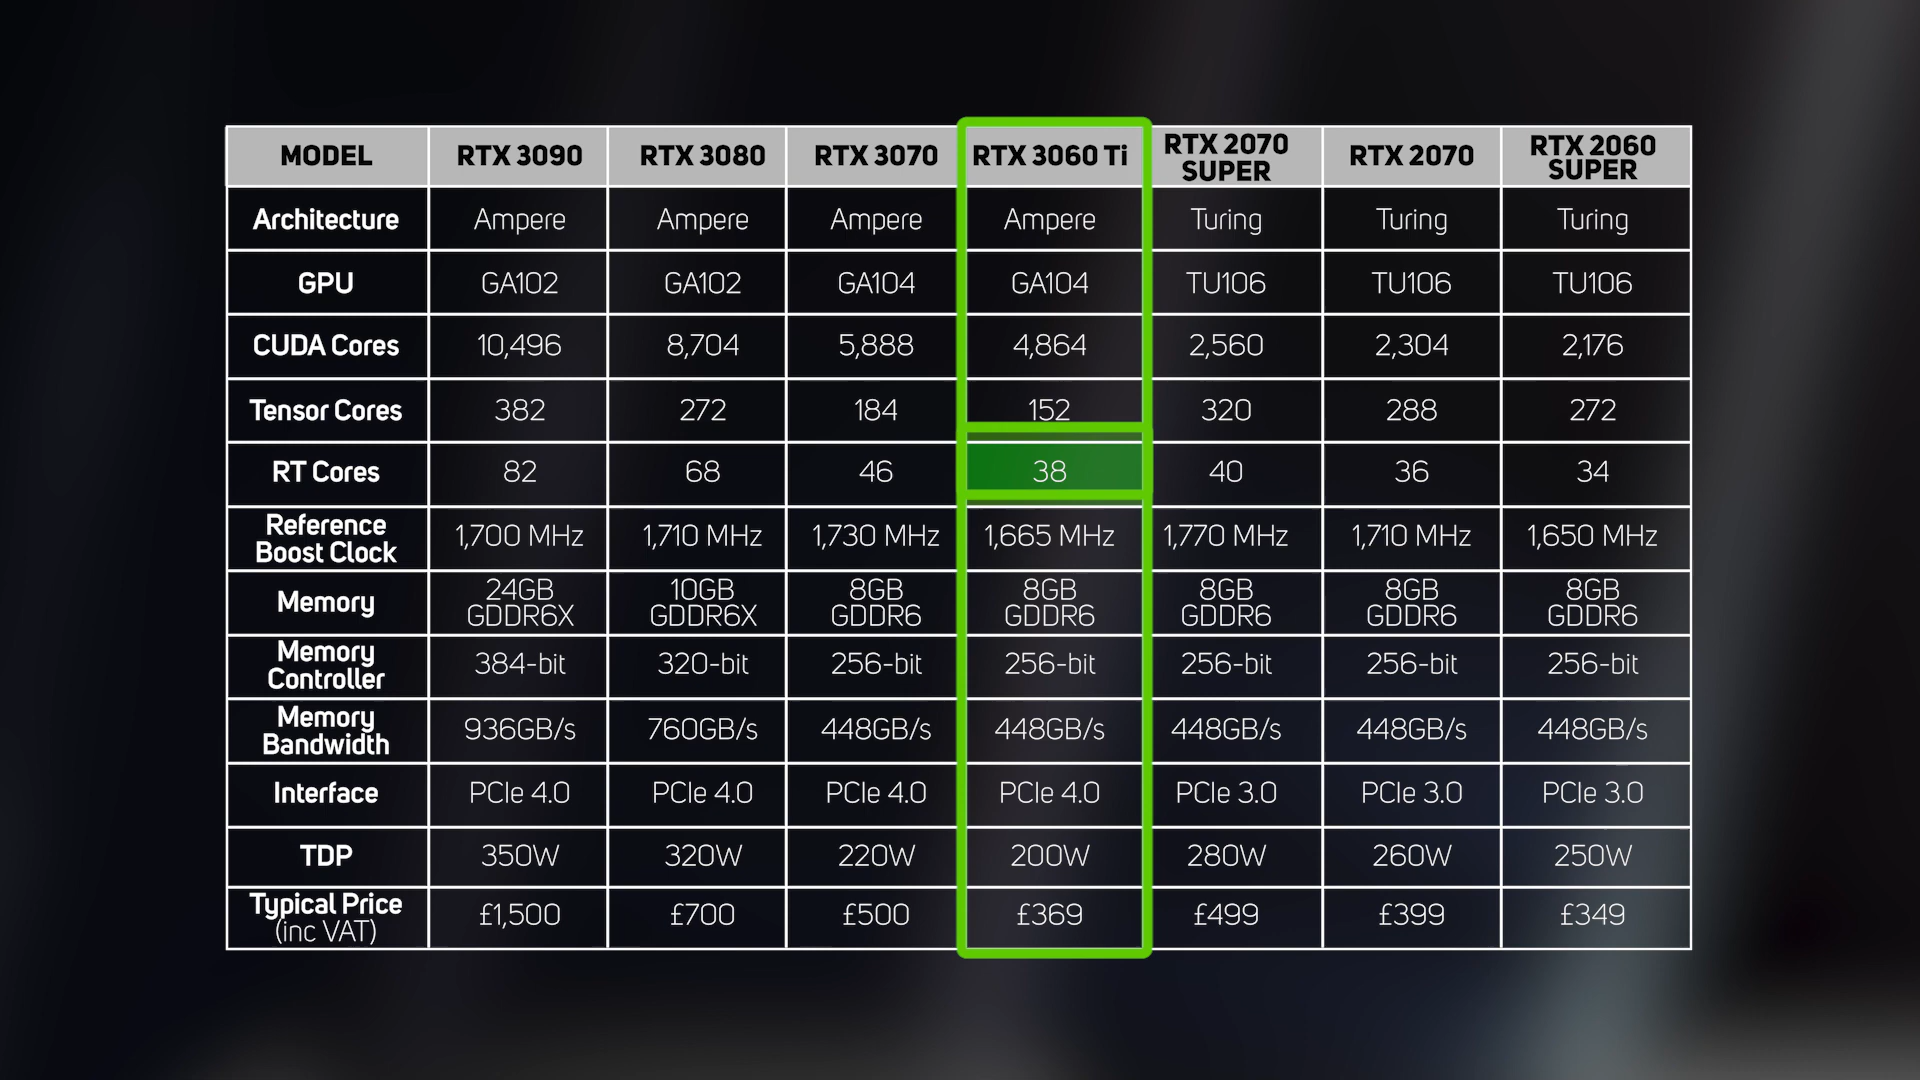 MODEL RTX 3090 RTX 3080 RTX 3070 RTX 3060 Ti RTX 2070 SUPER RTX 2070 RTX 2060 SUPER
Architecture Ampere Ampere Ampere Ampere Turing Turing Turing
GPU GA102 GA102 GA104 GA104 TU106 TU106 TU106
CUDA Cores 10,496 8,704 5,888 4,864 2,560 2,304 2,176
Tensor Cores 382 272 184 152 320 288 272
RT Cores 82 68 46 38 40 36 34
Reference Boost Clock 1,700 MHz 1,710 MHz 1,730 MHz 1,665 MHz 1,770 MHz 1,710 MHz 1,650 MHz
Memory 24GB GDDR6X 10GB GDDR6X 8GB GDDR6 8GB GDDR6 8GB GDDR6 8GB GDDR6 8GB GDDR6
Memory Controller 384-bit 320-bit 256-bit 256-bit 256-bit 256-bit 256-bit
Memory Bandwidth 936GB/s 760GB/s 448GB/s 448GB/s 448GB/s 448GB/s 448GB/s
Interface PCIe 4.0 PCIe 4.0 PCIe 4.0 PCIe 4.0 PCIe 3.0 PCIe 3.0 PCIe 3.0
TDP 350W 320W 220W 200W 280W 260W 250W
Typical Price (inc VAT) £1,500 £700 £500 £369 £499 £399 £349